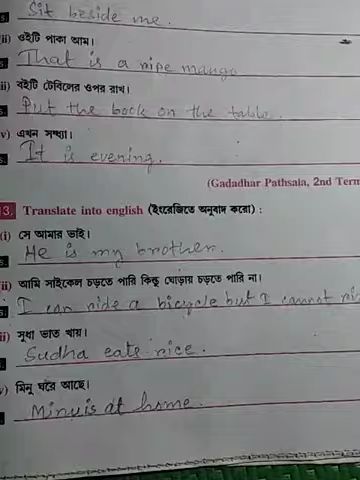 Sit beside me.
ii) ওইটি পাকা আম।
That is a ripe mango
ii) বইটি টেবিলের ওপর রাখ।
Put the book on the table.
v) এখন সন্ধ্যা।
It is evening.
(Gadadhar Pathsala, 2nd Term
3. Translate into english (ইংরেজিতে অনুবাদ করো) :
(i) সে আমার ভাই।
He is my brother.
ii) আমি সাইকেল চড়তে পারি কিন্তু ঘোড়ায় চড়তে পারি না।
I can ride a bicycle but I cannot ri
ii) সুধা ভাত খায়।
Sudha eats rice.
v) মিনু ঘরে আছে।
Minu is at home.